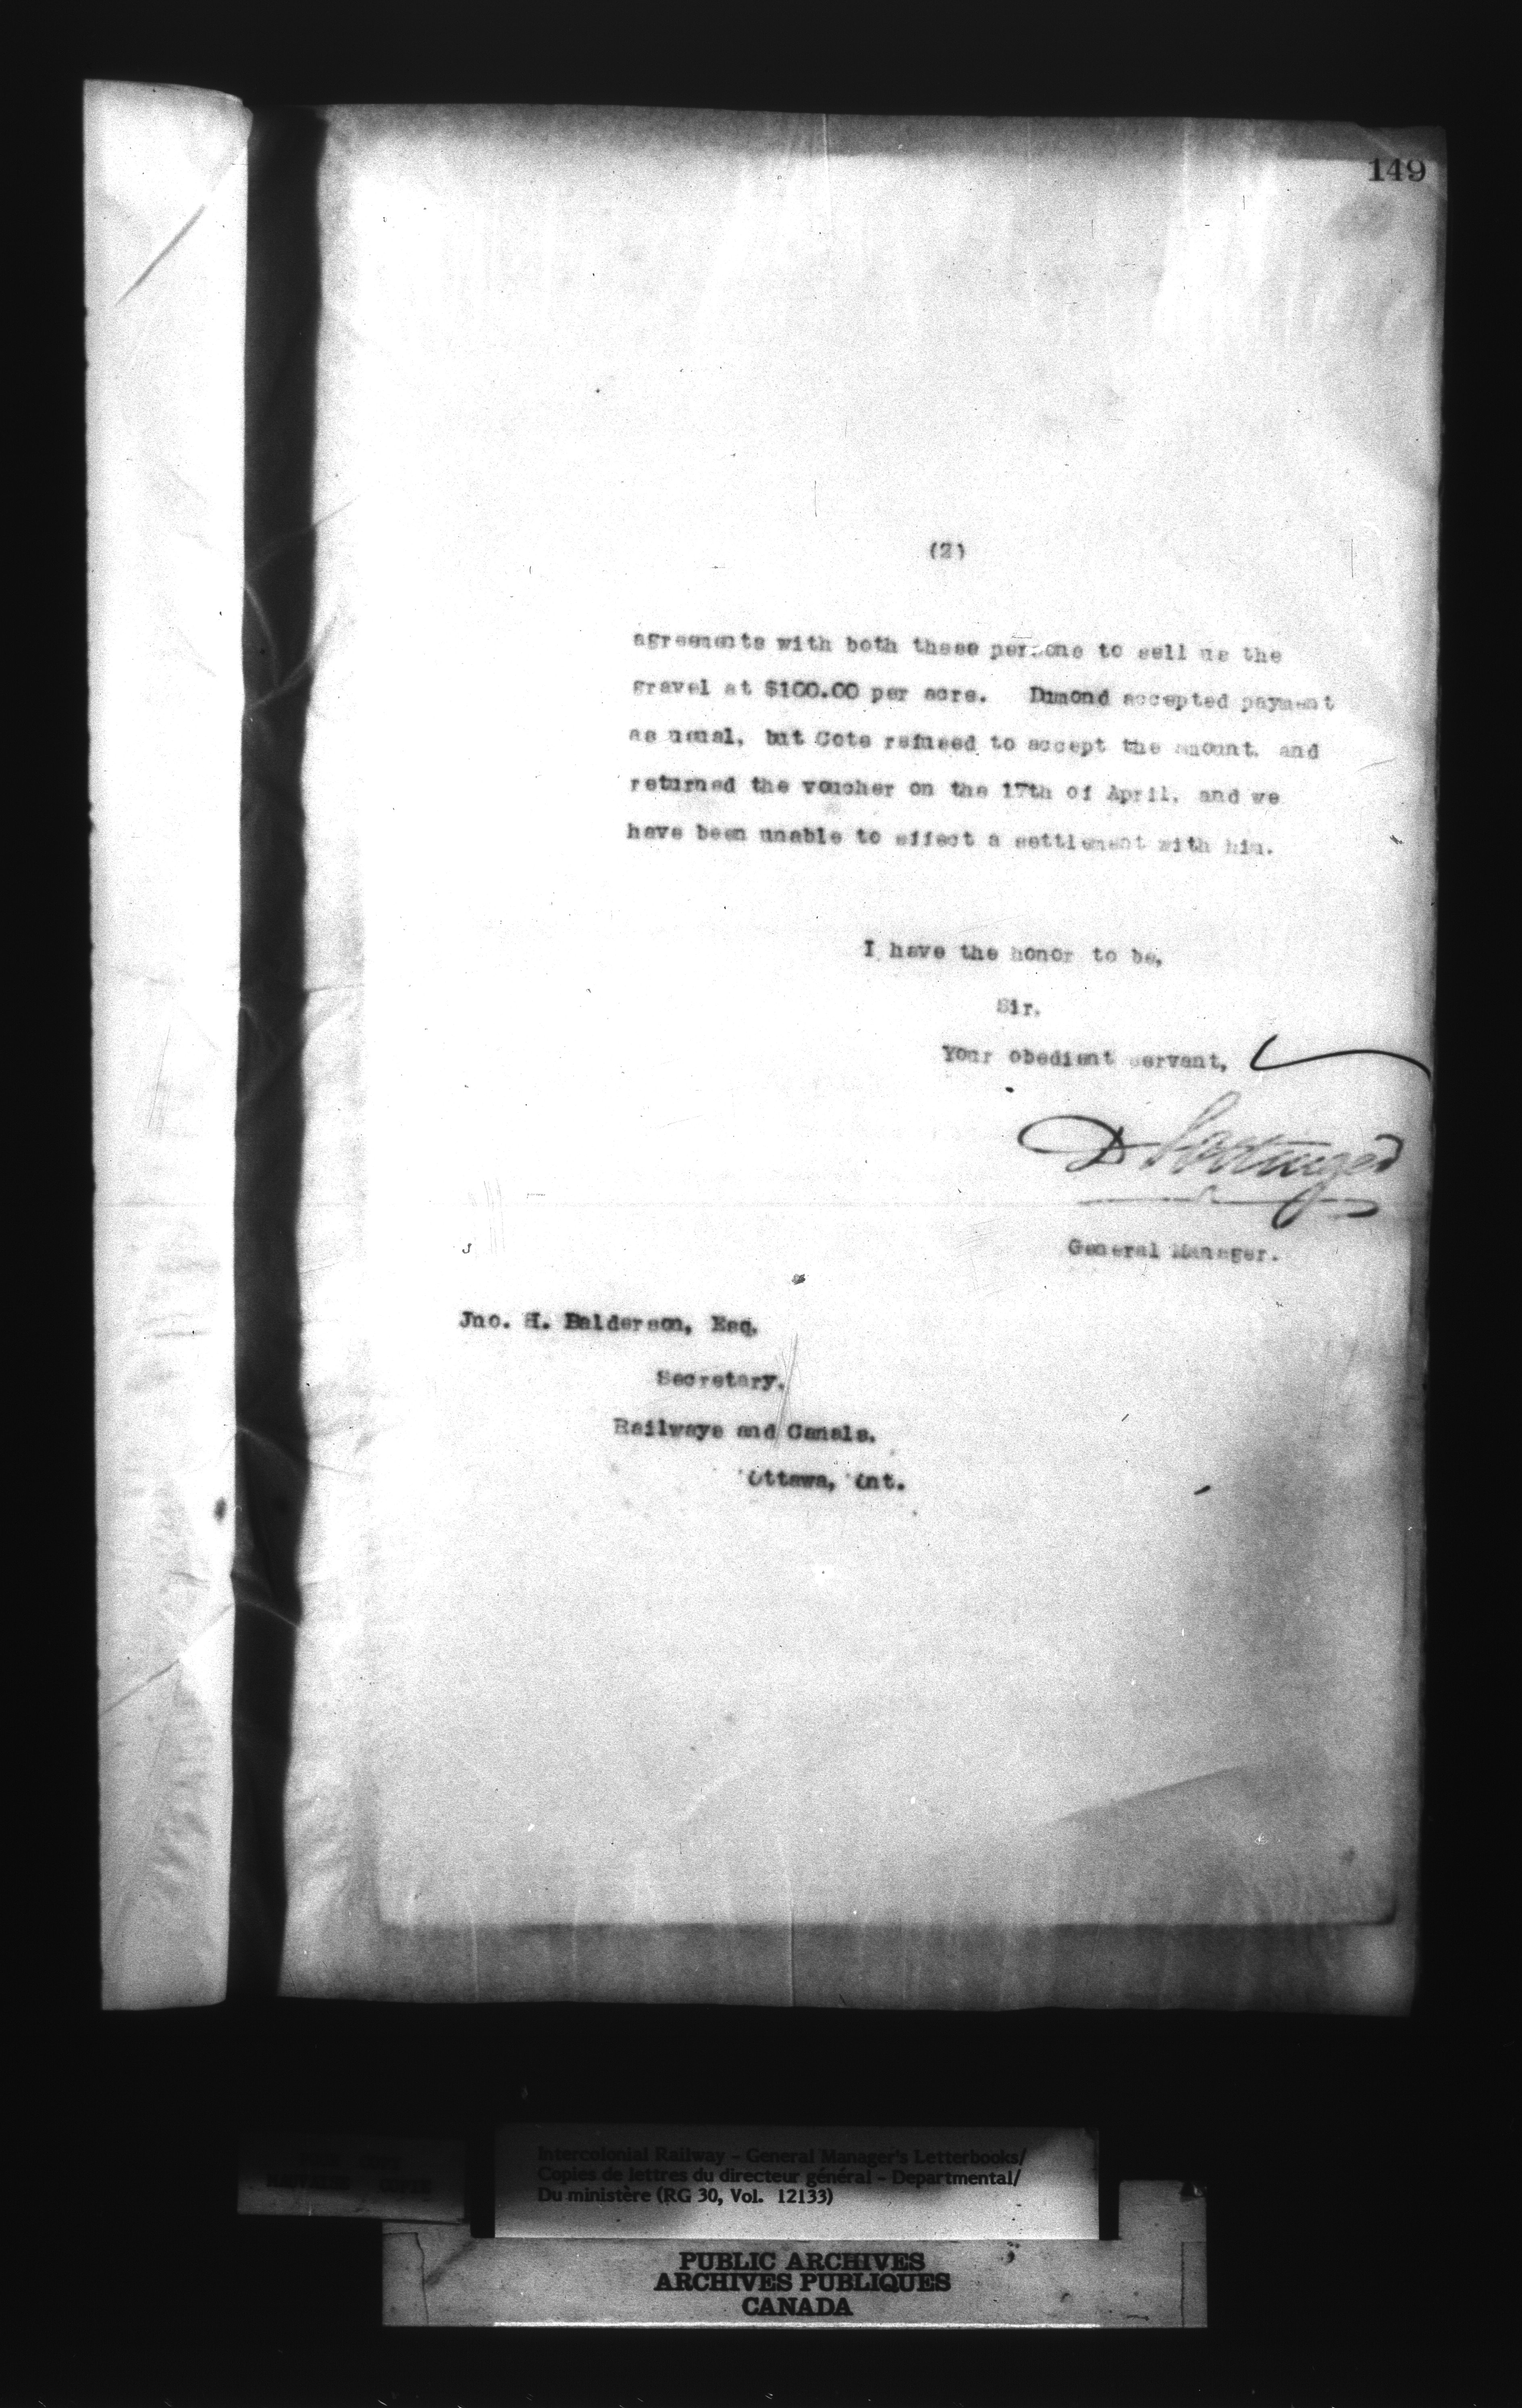 149
(2)
agreements with both these persons to sell us the
gravel at $100.00 per acre. Dumond accepted payment
as usual, but Cote refused to accept the amount, and
returned the voucher on the 17th of April, and we
have been unable to effect a settlement with him.
I have the honor to be,
Sir,
Your obedient servant,
D Pottinger
General Manager.
Jno. H. Balderson, Esq.
Secretary,
Railways and Canals.
Ottawa, Ont.
Intercolonial Railway – General Manager's Letterbooks/
Copies de lettres du directeur général – Departmental/
Du ministère (RG 30, Vol. 12133)
PUBLIC ARCHIVES
ARCHIVES PUBLIQUES
CANADA